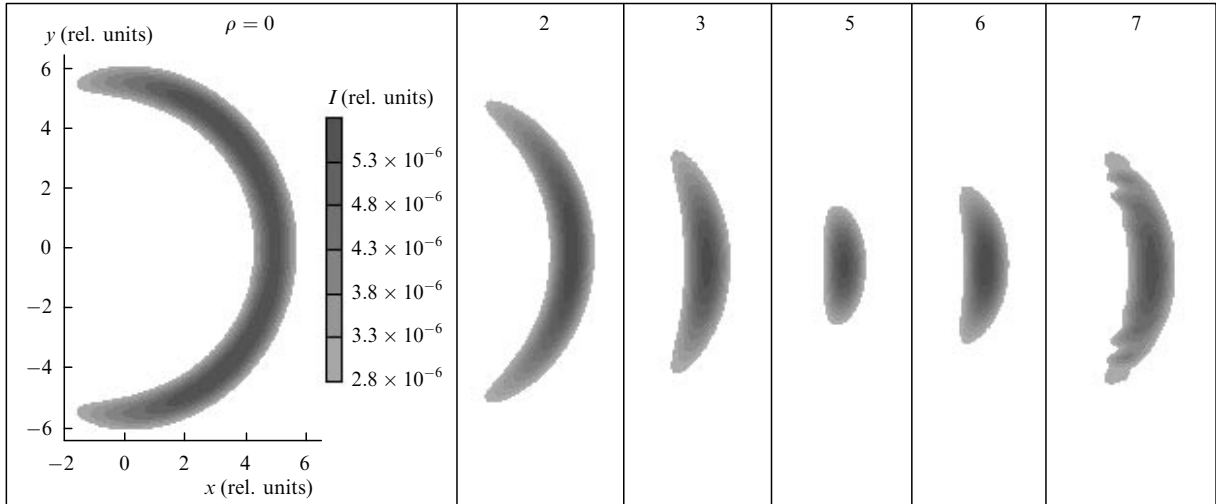 ρ = 0
2
3
5
6
7
y (rel. units)
6
4
2
0
−2
−4
−6
I (rel. units)
5.3 × 10⁻⁶
4.8 × 10⁻⁶
4.3 × 10⁻⁶
3.8 × 10⁻⁶
3.3 × 10⁻⁶
2.8 × 10⁻⁶
−2
0
2
4
6
x (rel. units)